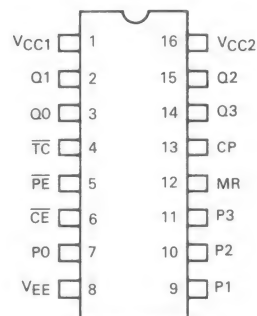 VCC1 1 16 VCC2
Q1 2 15 Q2
Q0 3 14 Q3
TC 4 13 CP
PE 5 12 MR
CE 6 11 P3
P0 7 10 P2
VEE 8 9 P1